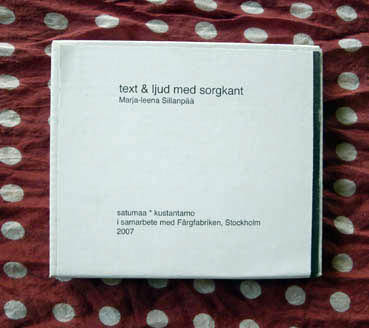 text & ljud med sorgkant
Marja-leena Sillanpää
satumaa * kustantamo
i samarbete med Färgfabriken, Stockholm
2007